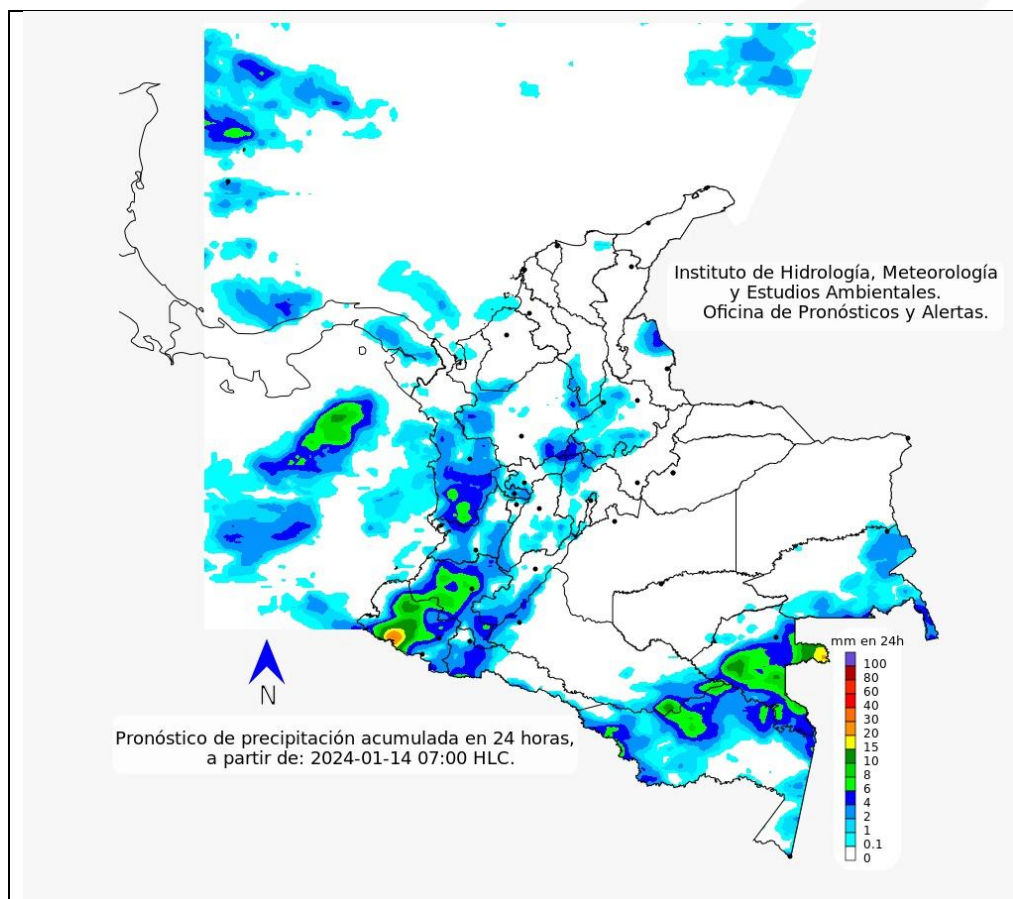 Instituto de Hidrología, Meteorología
y Estudios Ambientales.
Oficina de Pronósticos y Alertas.
N
Pronóstico de precipitación acumulada en 24 horas,
a partir de: 2024-01-14 07:00 HLC.
mm en 24h
100
80
60
40
30
20
15
10
8
6
4
2
1
0.1
0